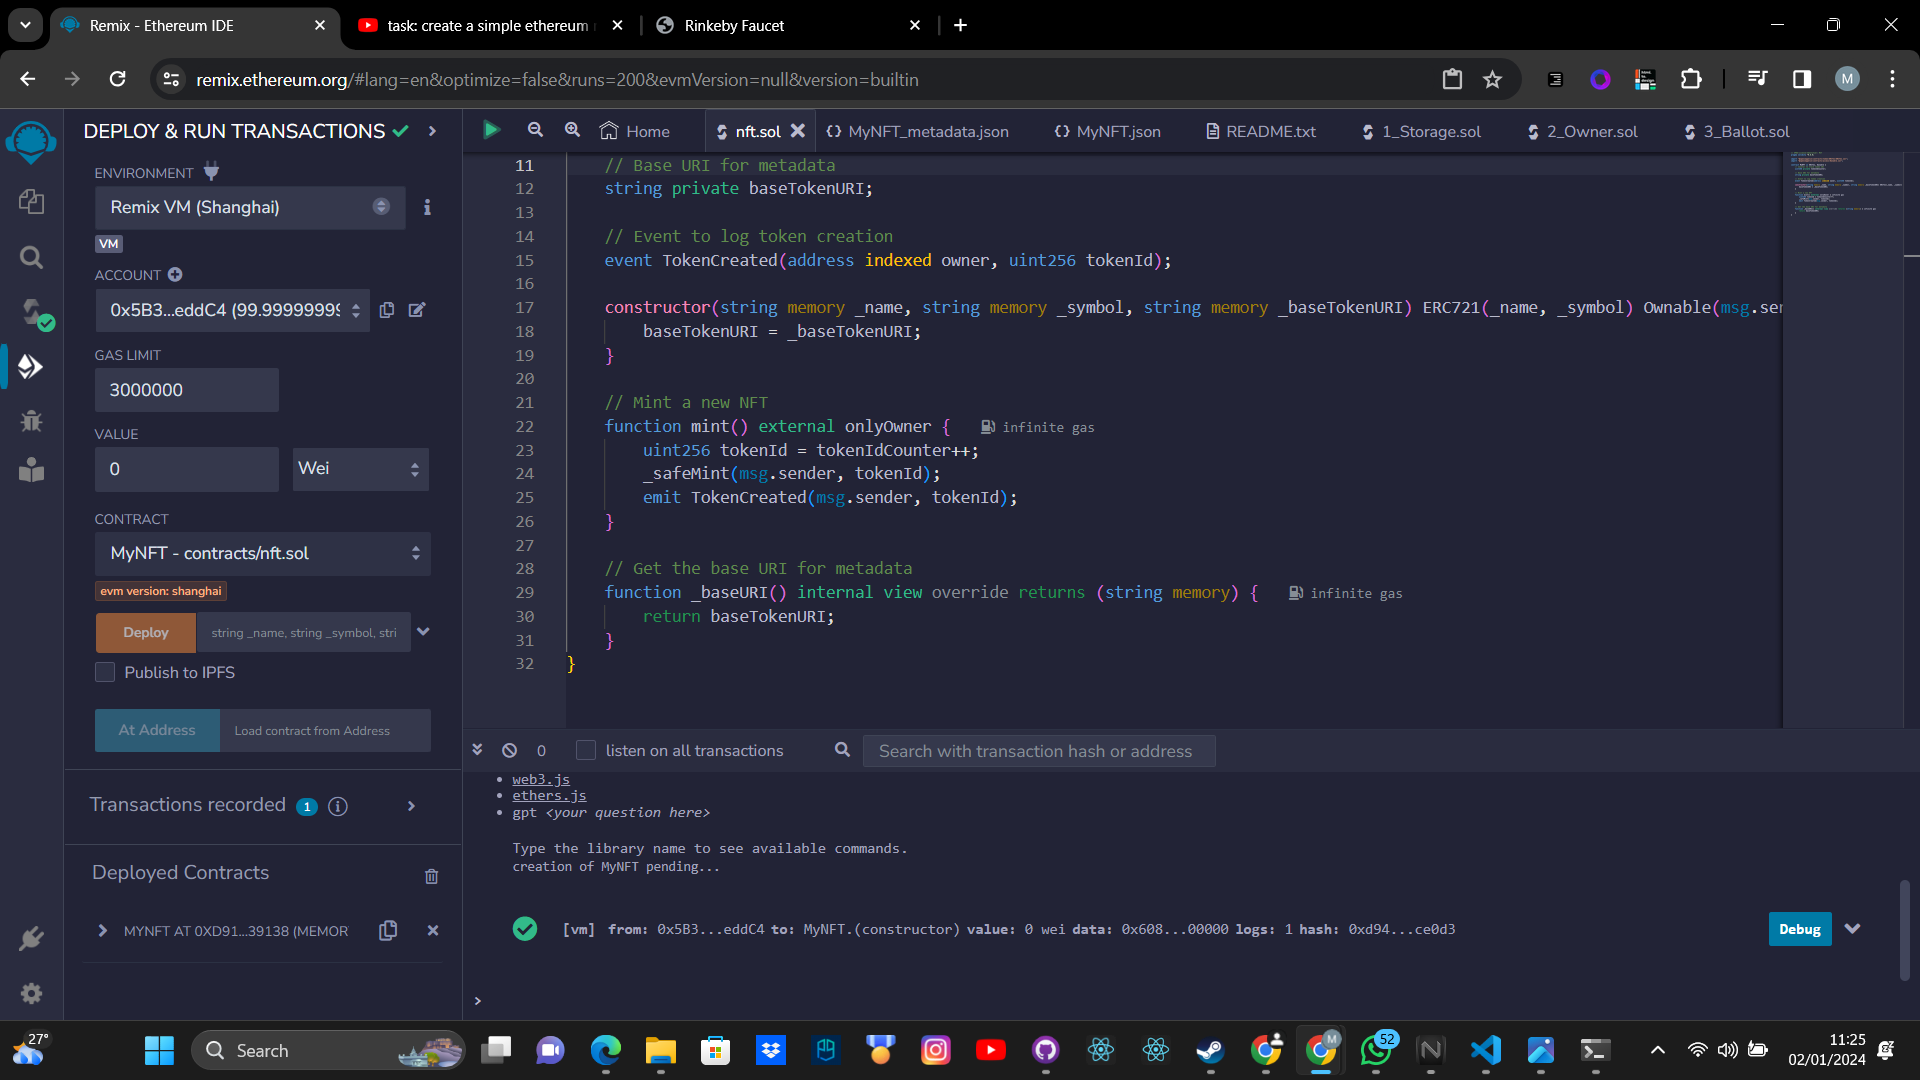 Remix - Ethereum IDE
task: create a simple ethereum
Rinkeby Faucet
remix.ethereum.org/#lang=en&optimize=false&runs=200&evmVersion=null&version=builtin
M
DEPLOY & RUN TRANSACTIONS
ENVIRONMENT
Remix VM (Shanghai)
VM
ACCOUNT
0x5B3...eddC4 (99.99999999
GAS LIMIT
3000000
VALUE
0
Wei
CONTRACT
MyNFT - contracts/nft.sol
evm version: shanghai
Deploy
string _name, string _symbol, stri
Publish to IPFS
At Address
Load contract from Address
Transactions recorded 1
Deployed Contracts
MYNFT AT 0XD91...39138 (MEMOR
Home
nft.sol
{} MyNFT_metadata.json
{} MyNFT.json
README.txt
1_Storage.sol
2_Owner.sol
3_Ballot.sol
11 // Base URI for metadata
12 string private baseTokenURI;
13
14 // Event to log token creation
15 event TokenCreated(address indexed owner, uint256 tokenId);
16
17 constructor(string memory _name, string memory _symbol, string memory _baseTokenURI) ERC721(_name, _symbol) Ownable(msg.sen
18 baseTokenURI = _baseTokenURI;
19 }
20
21 // Mint a new NFT
22 function mint() external onlyOwner { infinite gas
23 uint256 tokenId = tokenIdCounter++;
24 _safeMint(msg.sender, tokenId);
25 emit TokenCreated(msg.sender, tokenId);
26 }
27
28 // Get the base URI for metadata
29 function _baseURI() internal view override returns (string memory) { infinite gas
30 return baseTokenURI;
31 }
32 }
0
listen on all transactions
Search with transaction hash or address
• web3.js
• ethers.js
• gpt <your question here>
Type the library name to see available commands.
creation of MyNFT pending...
[vm] from: 0x5B3...eddC4 to: MyNFT.(constructor) value: 0 wei data: 0x608...00000 logs: 1 hash: 0xd94...ce0d3
Debug
>
27°
Search
M
52
11:25
02/01/2024